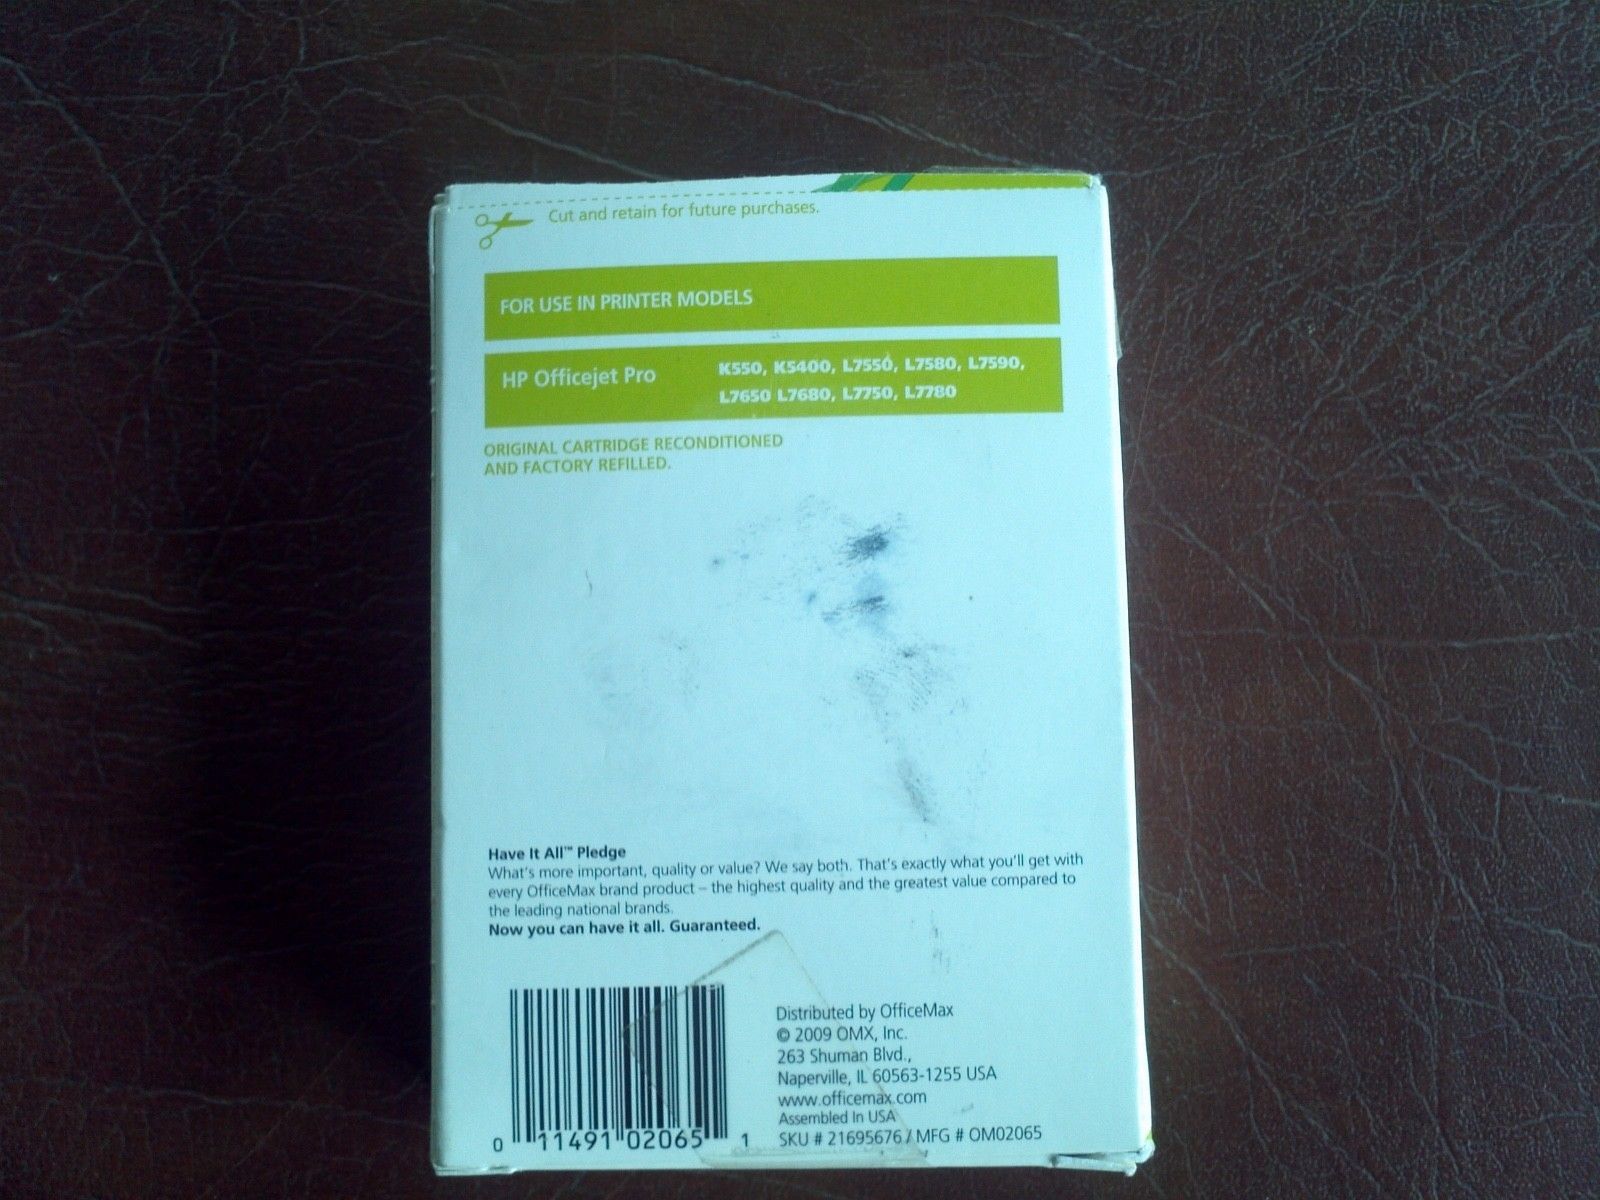 Cut and retain for future purchases.
FOR USE IN PRINTER MODELS
HP Officejet Pro
K550, K5400, L7550, L7580, L7590,
L7650 L7680, L7750, L7780
ORIGINAL CARTRIDGE RECONDITIONED
AND FACTORY REFILLED.
Have It All™ Pledge
What's more important, quality or value? We say both. That's exactly what you'll get with
every OfficeMax brand product – the highest quality and the greatest value compared to
the leading national brands.
Now you can have it all. Guaranteed.
0 11491 02065 1
Distributed by OfficeMax
© 2009 OMX, Inc.
263 Shuman Blvd.,
Naperville, IL 60563-1255 USA
www.officemax.com
Assembled In USA
SKU # 21695676 / MFG # OM02065